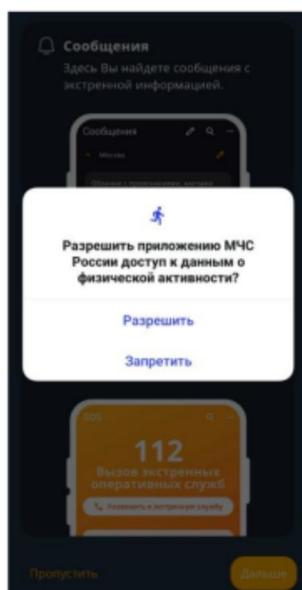 Сообщения
Здесь Вы найдете сообщения с
экстренной информацией.
Сообщения
Москва
Разрешить приложению МЧС
России доступ к данным о
физической активности?
Разрешить
Запретить
SOS
112
Вызов экстренных
оперативных служб
Позвонить в экстренную службу
Пропустить
Дальше